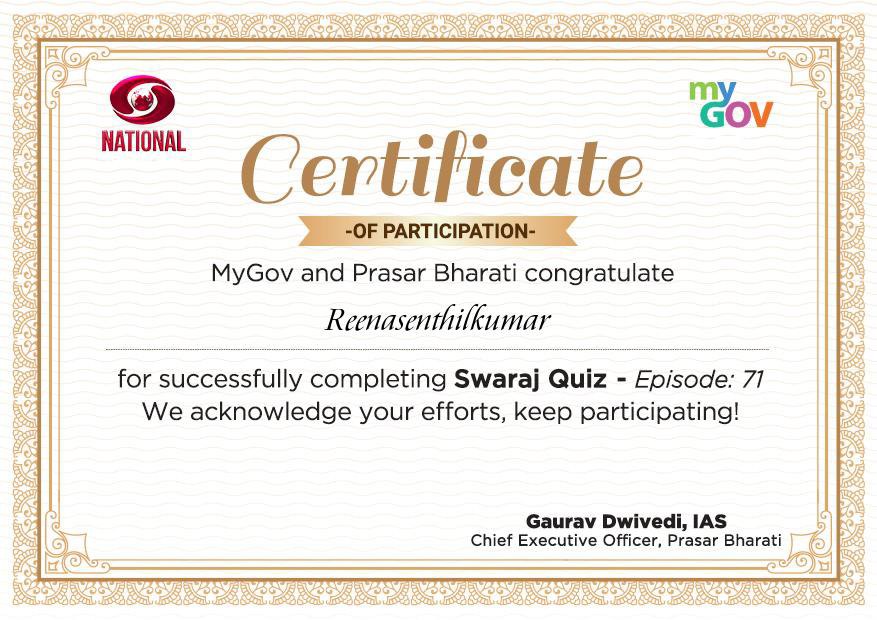 NATIONAL
my
GOV
Certificate
-OF PARTICIPATION-
MyGov and Prasar Bharati congratulate
Reenasenthilkumar
for successfully completing Swaraj Quiz - Episode: 71
We acknowledge your efforts, keep participating!
Gaurav Dwivedi, IAS
Chief Executive Officer, Prasar Bharati